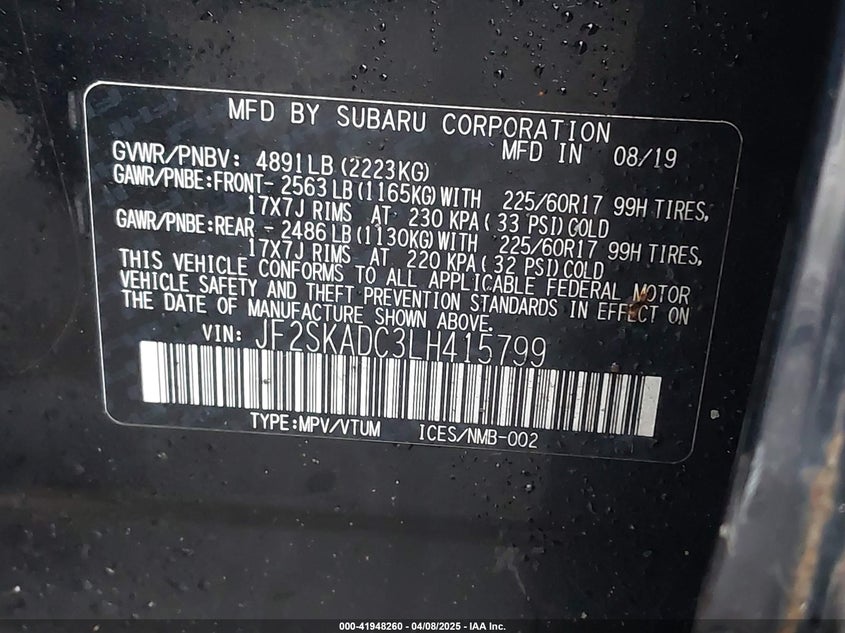 MFD BY SUBARU CORPORATION
MFD IN 08/19
GVWR/PNBV: 4891LB (2223KG)
GAWR/PNBE:FRONT- 2563 LB (1165KG) WITH 225/60R17 99H TIRES,
17X7J RIMS AT 230 KPA ( 33 PSI) COLD
GAWR/PNBE:REAR - 2486 LB (1130KG) WITH 225/60R17 99H TIRES,
17X7J RIMS AT 220 KPA ( 32 PSI) COLD
THIS VEHICLE CONFORMS TO ALL APPLICABLE FEDERAL MOTOR
VEHICLE SAFETY AND THEFT PREVENTION STANDARDS IN EFFECT ON
THE DATE OF MANUFACTURE SHOWN ABOVE.
VIN: JF2SKADC3LH415799
TYPE:MPV/VTUM ICES/NMB-002
000-41948260 - 04/08/2025 - IAA Inc.